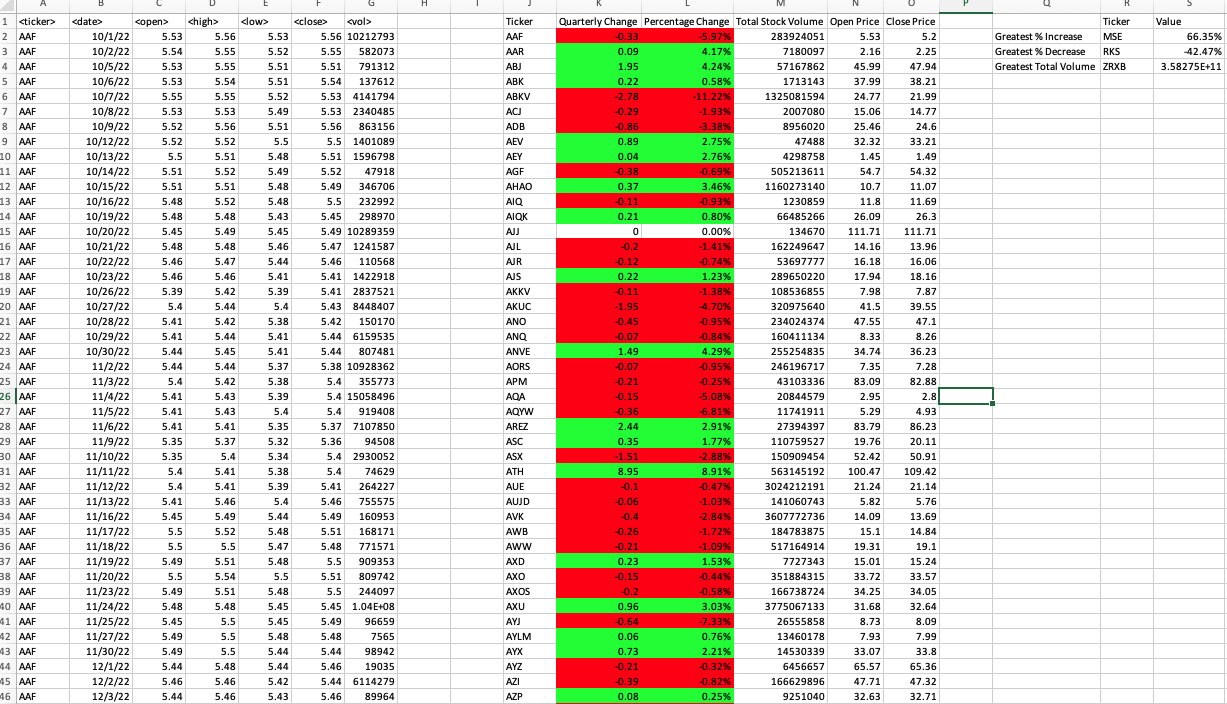 A B C D E F G H I J K L M N O P Q R S
1 <ticker> <date> <open> <high> <low> <close> <vol> Ticker Quarterly Change Percentage Change Total Stock Volume Open Price Close Price Ticker Value
2 AAF 10/1/22 5.53 5.56 5.53 5.56 10212793 AAF -0.33 -5.97% 283924051 5.53 5.2 Greatest % Increase MSE 66.35%
3 AAF 10/2/22 5.54 5.55 5.52 5.55 582073 AAR 0.09 4.17% 7180097 2.16 2.25 Greatest % Decrease RKS -42.47%
4 AAF 10/5/22 5.53 5.55 5.51 5.51 791312 ABJ 1.95 4.24% 57167862 45.99 47.94 Greatest Total Volume ZRXB 3.58275E+11
5 AAF 10/6/22 5.53 5.54 5.51 5.54 137612 ABK 0.22 0.58% 1713143 37.99 38.21
6 AAF 10/7/22 5.55 5.55 5.52 5.53 4141794 ABKV -2.78 -11.22% 1325081594 24.77 21.99
7 AAF 10/8/22 5.53 5.53 5.49 5.53 2340485 ACJ -0.29 -1.93% 2007080 15.06 14.77
8 AAF 10/9/22 5.52 5.56 5.51 5.56 863156 ADB -0.86 -3.38% 8956020 25.46 24.6
9 AAF 10/12/22 5.52 5.52 5.5 5.5 1401089 AEV 0.89 2.75% 47488 32.32 33.21
10 AAF 10/13/22 5.5 5.51 5.48 5.51 1596798 AEY 0.04 2.76% 4298758 1.45 1.49
11 AAF 10/14/22 5.51 5.52 5.49 5.52 47918 AGF -0.38 -0.69% 505213611 54.7 54.32
12 AAF 10/15/22 5.51 5.51 5.48 5.49 346706 AHAO 0.37 3.46% 1160273140 10.7 11.07
13 AAF 10/16/22 5.48 5.52 5.48 5.5 232992 AIQ -0.11 -0.93% 1230859 11.8 11.69
14 AAF 10/19/22 5.48 5.48 5.43 5.45 298970 AIQK 0.21 0.80% 66485266 26.09 26.3
15 AAF 10/20/22 5.45 5.49 5.45 5.49 10289359 AJJ 0 0.00% 134670 111.71 111.71
16 AAF 10/21/22 5.48 5.48 5.46 5.47 1241587 AJL -0.2 -1.41% 162249647 14.16 13.96
17 AAF 10/22/22 5.46 5.47 5.44 5.46 110568 AJR -0.12 -0.74% 53697777 16.18 16.06
18 AAF 10/23/22 5.46 5.46 5.41 5.41 1422918 AJS 0.22 1.23% 289650220 17.94 18.16
19 AAF 10/26/22 5.39 5.42 5.39 5.41 2837521 AKKV -0.11 -1.38% 108536855 7.98 7.87
20 AAF 10/27/22 5.4 5.44 5.4 5.43 8448407 AKUC -1.95 -4.70% 320975640 41.5 39.55
21 AAF 10/28/22 5.41 5.42 5.38 5.42 150170 ANO -0.45 -0.95% 234024374 47.55 47.1
22 AAF 10/29/22 5.41 5.44 5.41 5.44 6159535 ANQ -0.07 -0.84% 160411134 8.33 8.26
23 AAF 10/30/22 5.44 5.45 5.41 5.44 807481 ANVE 1.49 4.29% 255254835 34.74 36.23
24 AAF 11/2/22 5.44 5.44 5.37 5.38 10928362 AORS -0.07 -0.95% 246196717 7.35 7.28
25 AAF 11/3/22 5.4 5.42 5.38 5.4 355773 APM -0.21 -0.25% 43103336 83.09 82.88
26 AAF 11/4/22 5.41 5.43 5.39 5.4 15058496 AQA -0.15 -5.08% 20844579 2.95 2.8
27 AAF 11/5/22 5.41 5.43 5.4 5.4 919408 AQYW -0.36 -6.81% 11741911 5.29 4.93
28 AAF 11/6/22 5.41 5.41 5.35 5.37 7107850 AREZ 2.44 2.91% 27394397 83.79 86.23
29 AAF 11/9/22 5.35 5.37 5.32 5.36 94508 ASC 0.35 1.77% 110759527 19.76 20.11
30 AAF 11/10/22 5.35 5.4 5.34 5.4 2930052 ASX -1.51 -2.88% 150909454 52.42 50.91
31 AAF 11/11/22 5.4 5.41 5.38 5.4 74629 ATH 8.95 8.91% 563145192 100.47 109.42
32 AAF 11/12/22 5.4 5.41 5.39 5.41 264227 AUE -0.1 -0.47% 3024212191 21.24 21.14
33 AAF 11/13/22 5.41 5.46 5.4 5.46 755575 AUJD -0.06 -1.03% 141060743 5.82 5.76
34 AAF 11/16/22 5.45 5.49 5.44 5.49 160953 AVK -0.4 -2.84% 3607772736 14.09 13.69
35 AAF 11/17/22 5.5 5.52 5.48 5.51 168171 AWB -0.26 -1.72% 184783875 15.1 14.84
36 AAF 11/18/22 5.5 5.5 5.47 5.48 771571 AWW -0.21 -1.09% 517164914 19.31 19.1
37 AAF 11/19/22 5.49 5.51 5.48 5.5 909353 AXD 0.23 1.53% 7727343 15.01 15.24
38 AAF 11/20/22 5.5 5.54 5.5 5.51 809742 AXO -0.15 -0.44% 351884315 33.72 33.57
39 AAF 11/23/22 5.49 5.51 5.48 5.5 244097 AXOS -0.2 -0.58% 166738724 34.25 34.05
40 AAF 11/24/22 5.48 5.48 5.45 5.45 1.04E+08 AXU 0.96 3.03% 3775067133 31.68 32.64
41 AAF 11/25/22 5.45 5.5 5.45 5.49 96659 AYJ -0.64 -7.33% 26555858 8.73 8.09
42 AAF 11/27/22 5.49 5.5 5.48 5.48 7565 AYLM 0.06 0.76% 13460178 7.93 7.99
43 AAF 11/30/22 5.49 5.5 5.44 5.44 98942 AYX 0.73 2.21% 14530339 33.07 33.8
44 AAF 12/1/22 5.44 5.48 5.44 5.46 19035 AYZ -0.21 -0.32% 6456657 65.57 65.36
45 AAF 12/2/22 5.46 5.46 5.42 5.44 6114279 AZI -0.39 -0.82% 166629896 47.71 47.32
46 AAF 12/3/22 5.44 5.46 5.43 5.46 89964 AZP 0.08 0.25% 9251040 32.63 32.71